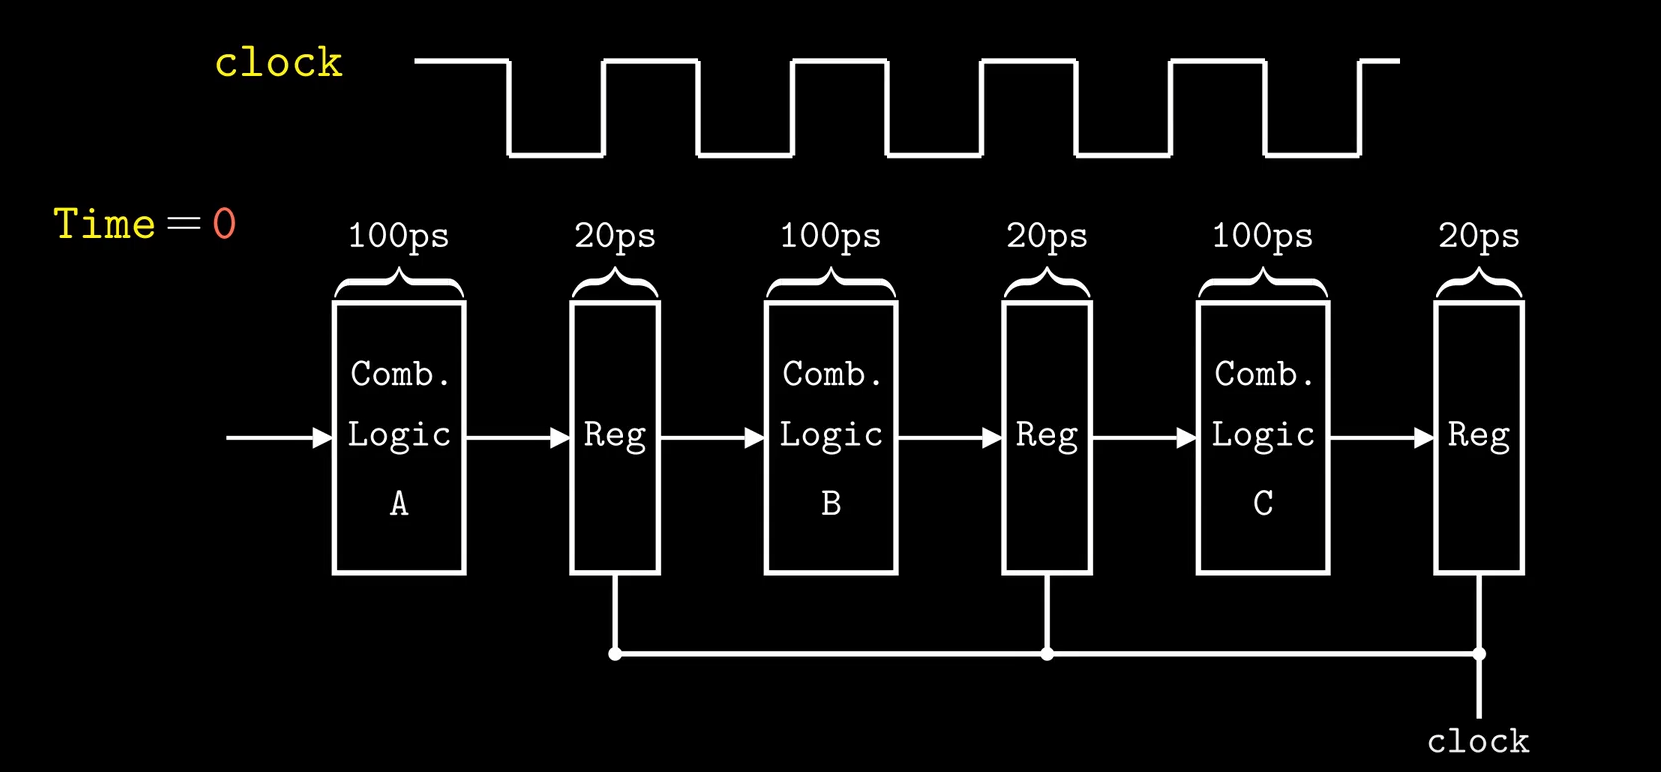 clock
Time = 0
100ps 20ps 100ps 20ps 100ps 20ps
Comb. Comb. Comb.
Logic Reg Logic Reg Logic Reg
A B C
clock